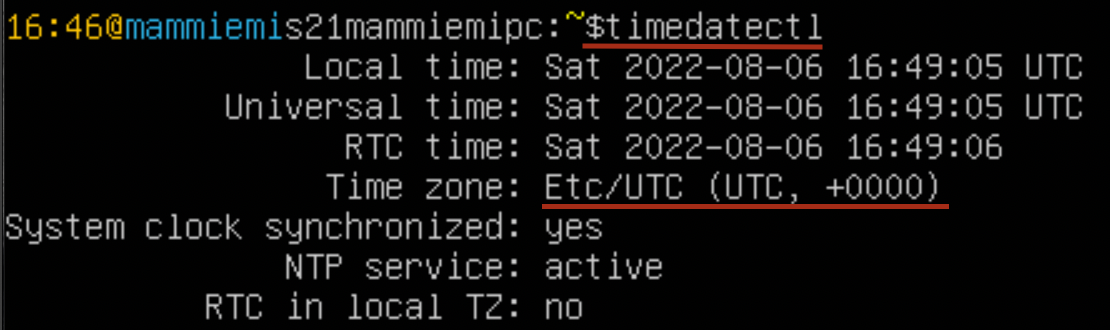 16:46@mammiemis21mammiemipc:~$timedatectl
Local time: Sat 2022-08-06 16:49:05 UTC
Universal time: Sat 2022-08-06 16:49:05 UTC
RTC time: Sat 2022-08-06 16:49:06
Time zone: Etc/UTC (UTC, +0000)
System clock synchronized: yes
NTP service: active
RTC in local TZ: no